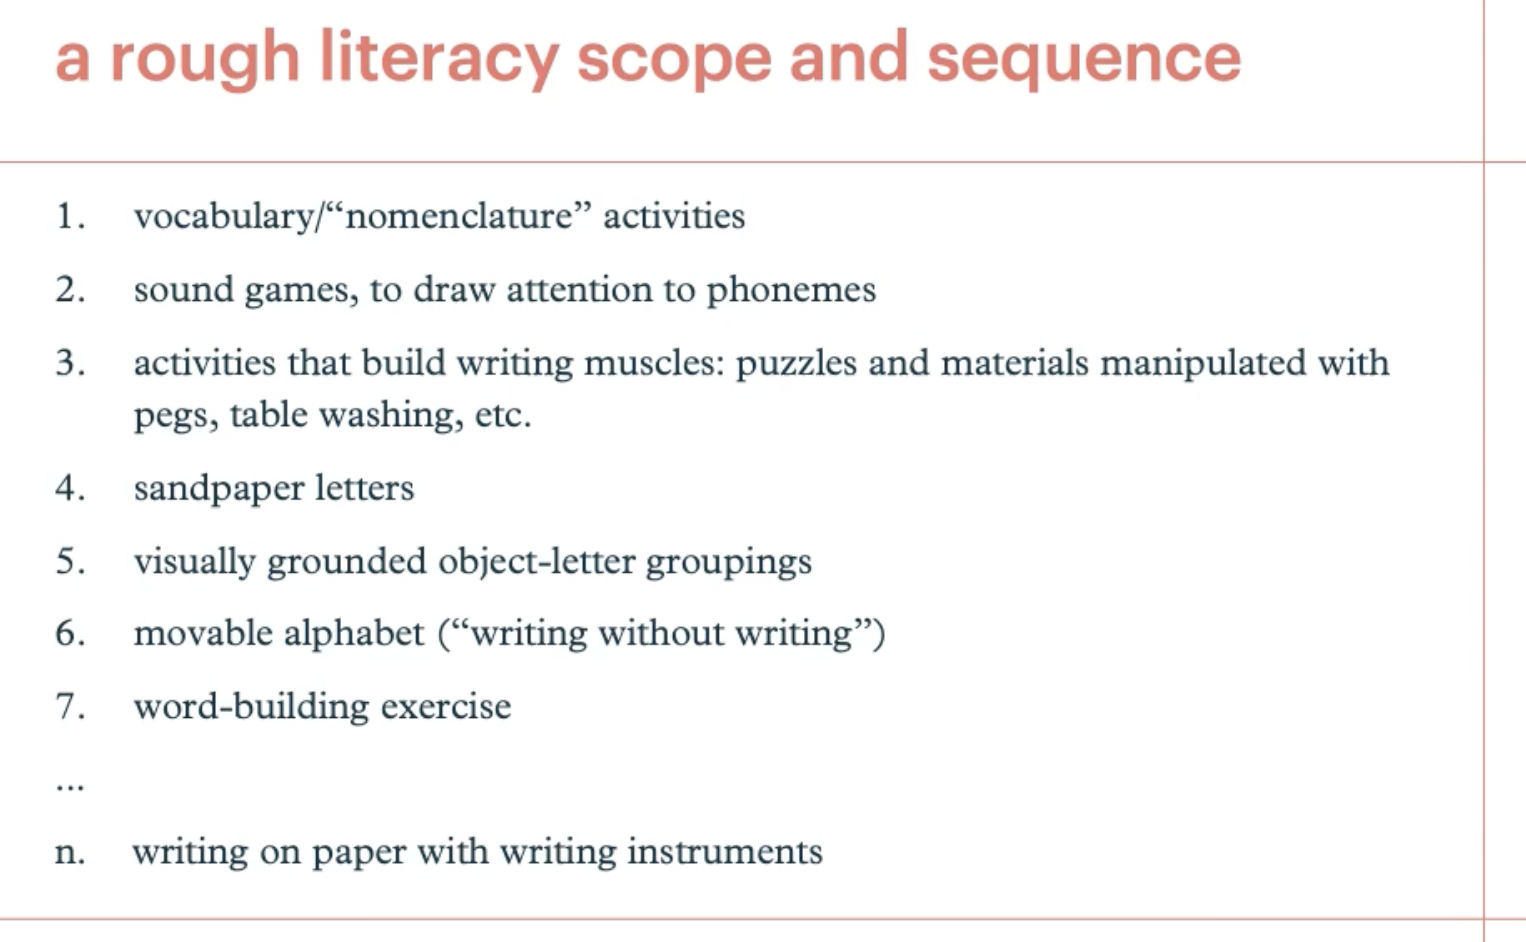 a rough literacy scope and sequence
1. vocabulary/“nomenclature” activities
2. sound games, to draw attention to phonemes
3. activities that build writing muscles: puzzles and materials manipulated with
pegs, table washing, etc.
4. sandpaper letters
5. visually grounded object-letter groupings
6. movable alphabet (“writing without writing”)
7. word-building exercise
...
n. writing on paper with writing instruments